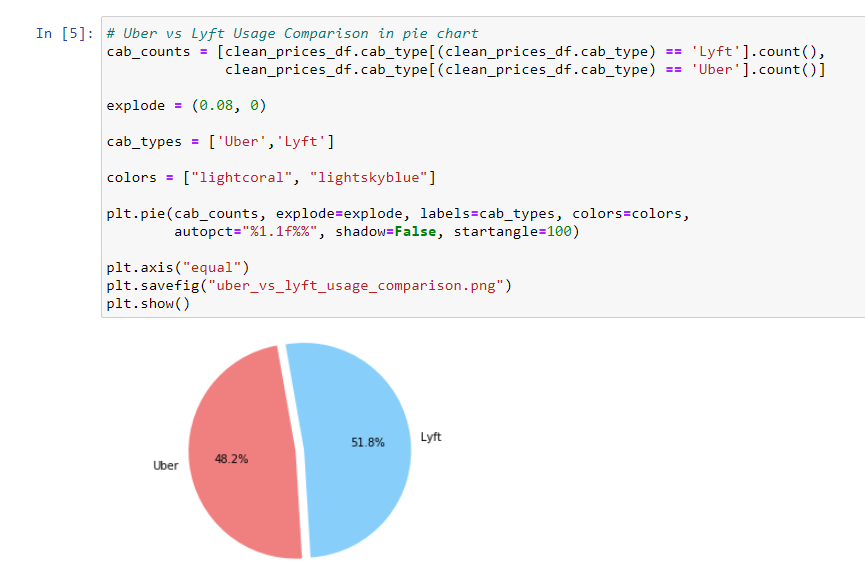 In [5]: # Uber vs Lyft Usage Comparison in pie chart
cab_counts = [clean_prices_df.cab_type[(clean_prices_df.cab_type) == 'Lyft'].count(),
              clean_prices_df.cab_type[(clean_prices_df.cab_type) == 'Uber'].count()]
explode = (0.08, 0)
cab_types = ['Uber','Lyft']
colors = ["lightcoral", "lightskyblue"]
plt.pie(cab_counts, explode=explode, labels=cab_types, colors=colors,
        autopct="%1.1f%%", shadow=False, startangle=100)
plt.axis("equal")
plt.savefig("uber_vs_lyft_usage_comparison.png")
plt.show()
Lyft
51.8%
48.2%
Uber